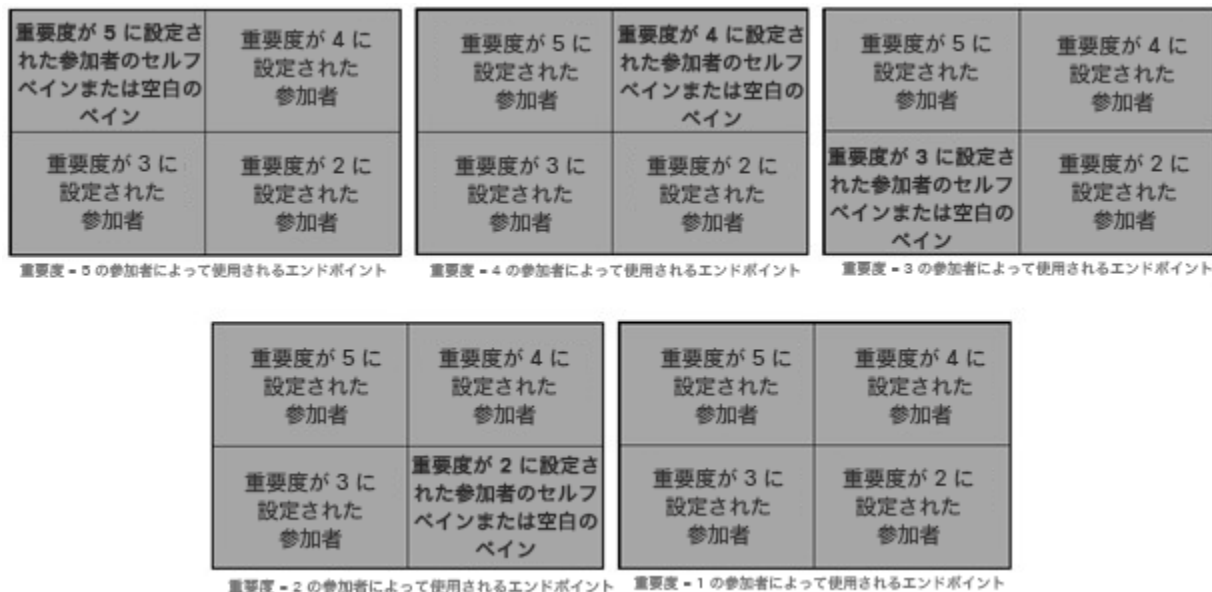 重要度が 5 に設定さ
れた参加者のセルフ
ペインまたは空白の
ペイン
重要度が 4 に
設定された
参加者
重要度が 3 に
設定された
参加者
重要度が 2 に
設定された
参加者
重要度 = 5 の参加者によって使用されるエンドポイント
重要度が 5 に
設定された
参加者
重要度が 4 に設定さ
れた参加者のセルフ
ペインまたは空白の
ペイン
重要度が 3 に
設定された
参加者
重要度が 2 に
設定された
参加者
重要度 = 4 の参加者によって使用されるエンドポイント
重要度が 5 に
設定された
参加者
重要度が 4 に
設定された
参加者
重要度が 3 に設定さ
れた参加者のセルフ
ペインまたは空白の
ペイン
重要度が 2 に
設定された
参加者
重要度 = 3 の参加者によって使用されるエンドポイント
重要度が 5 に
設定された
参加者
重要度が 4 に
設定された
参加者
重要度が 3 に
設定された
参加者
重要度が 2 に設定さ
れた参加者のセルフ
ペインまたは空白の
ペイン
重要度 = 2 の参加者によって使用されるエンドポイント
重要度が 5 に
設定された
参加者
重要度が 4 に
設定された
参加者
重要度が 3 に
設定された
参加者
重要度が 2 に
設定された
参加者
重要度 = 1 の参加者によって使用されるエンドポイント